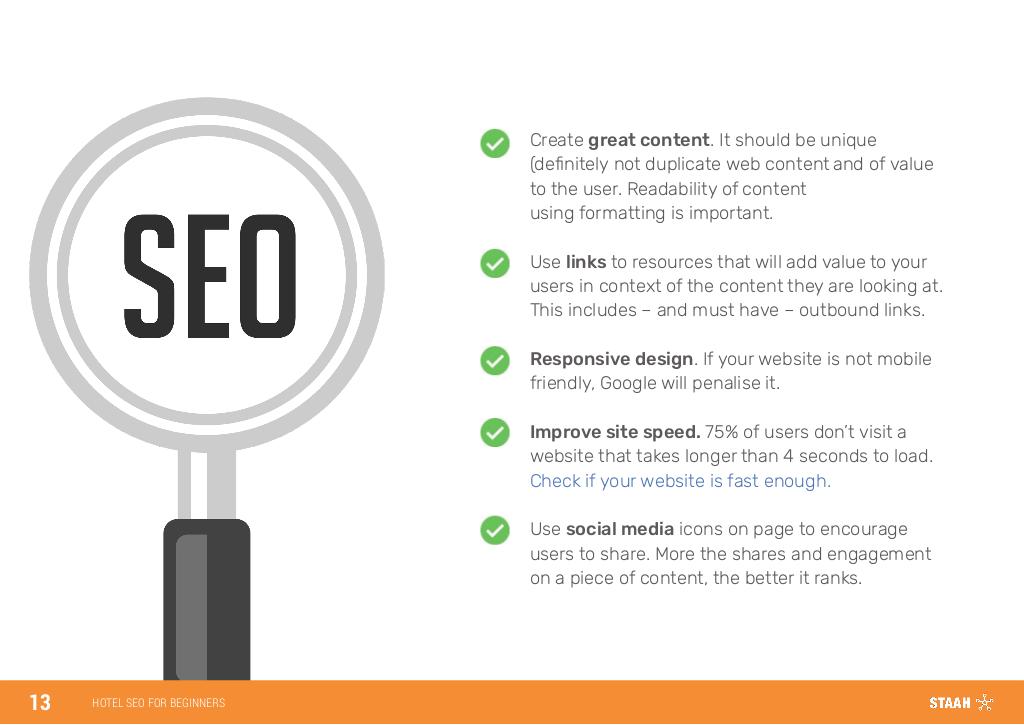 SEO
Create great content. It should be unique
(definitely not duplicate web content and of value
to the user. Readability of content
using formatting is important.
Use links to resources that will add value to your
users in context of the content they are looking at.
This includes – and must have – outbound links.
Responsive design. If your website is not mobile
friendly, Google will penalise it.
Improve site speed. 75% of users don't visit a
website that takes longer than 4 seconds to load.
Check if your website is fast enough.
Use social media icons on page to encourage
users to share. More the shares and engagement
on a piece of content, the better it ranks.
13 HOTEL SEO FOR BEGINNERS STAAH